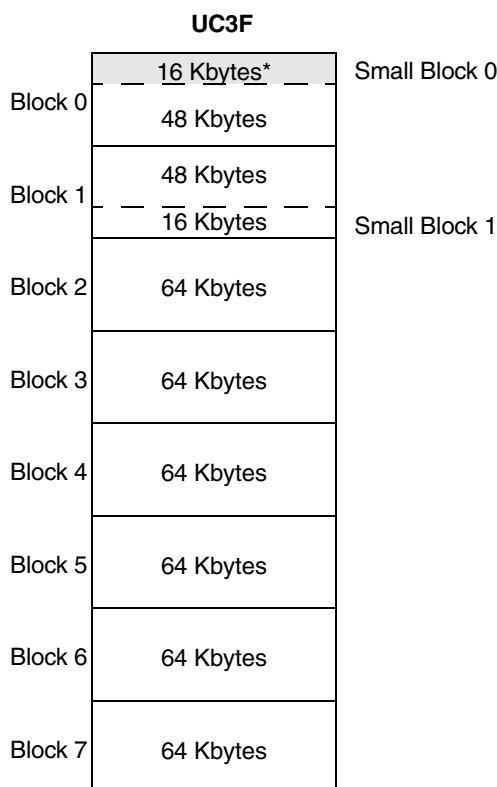 UC3F
16 Kbytes*
Small Block 0
Block 0
48 Kbytes
48 Kbytes
Block 1
16 Kbytes
Small Block 1
Block 2
64 Kbytes
Block 3
64 Kbytes
Block 4
64 Kbytes
Block 5
64 Kbytes
Block 6
64 Kbytes
Block 7
64 Kbytes